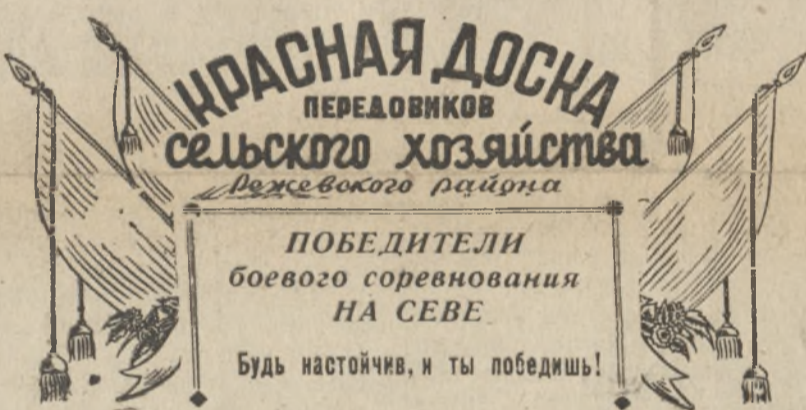 КРАСНАЯ ДОСКА
ПЕРЕДОВИКОВ
сельского хозяйства
Режевского района
ПОБЕДИТЕЛИ
боевого соревнования
НА СЕВЕ
Будь настойчив, и ты победишь!